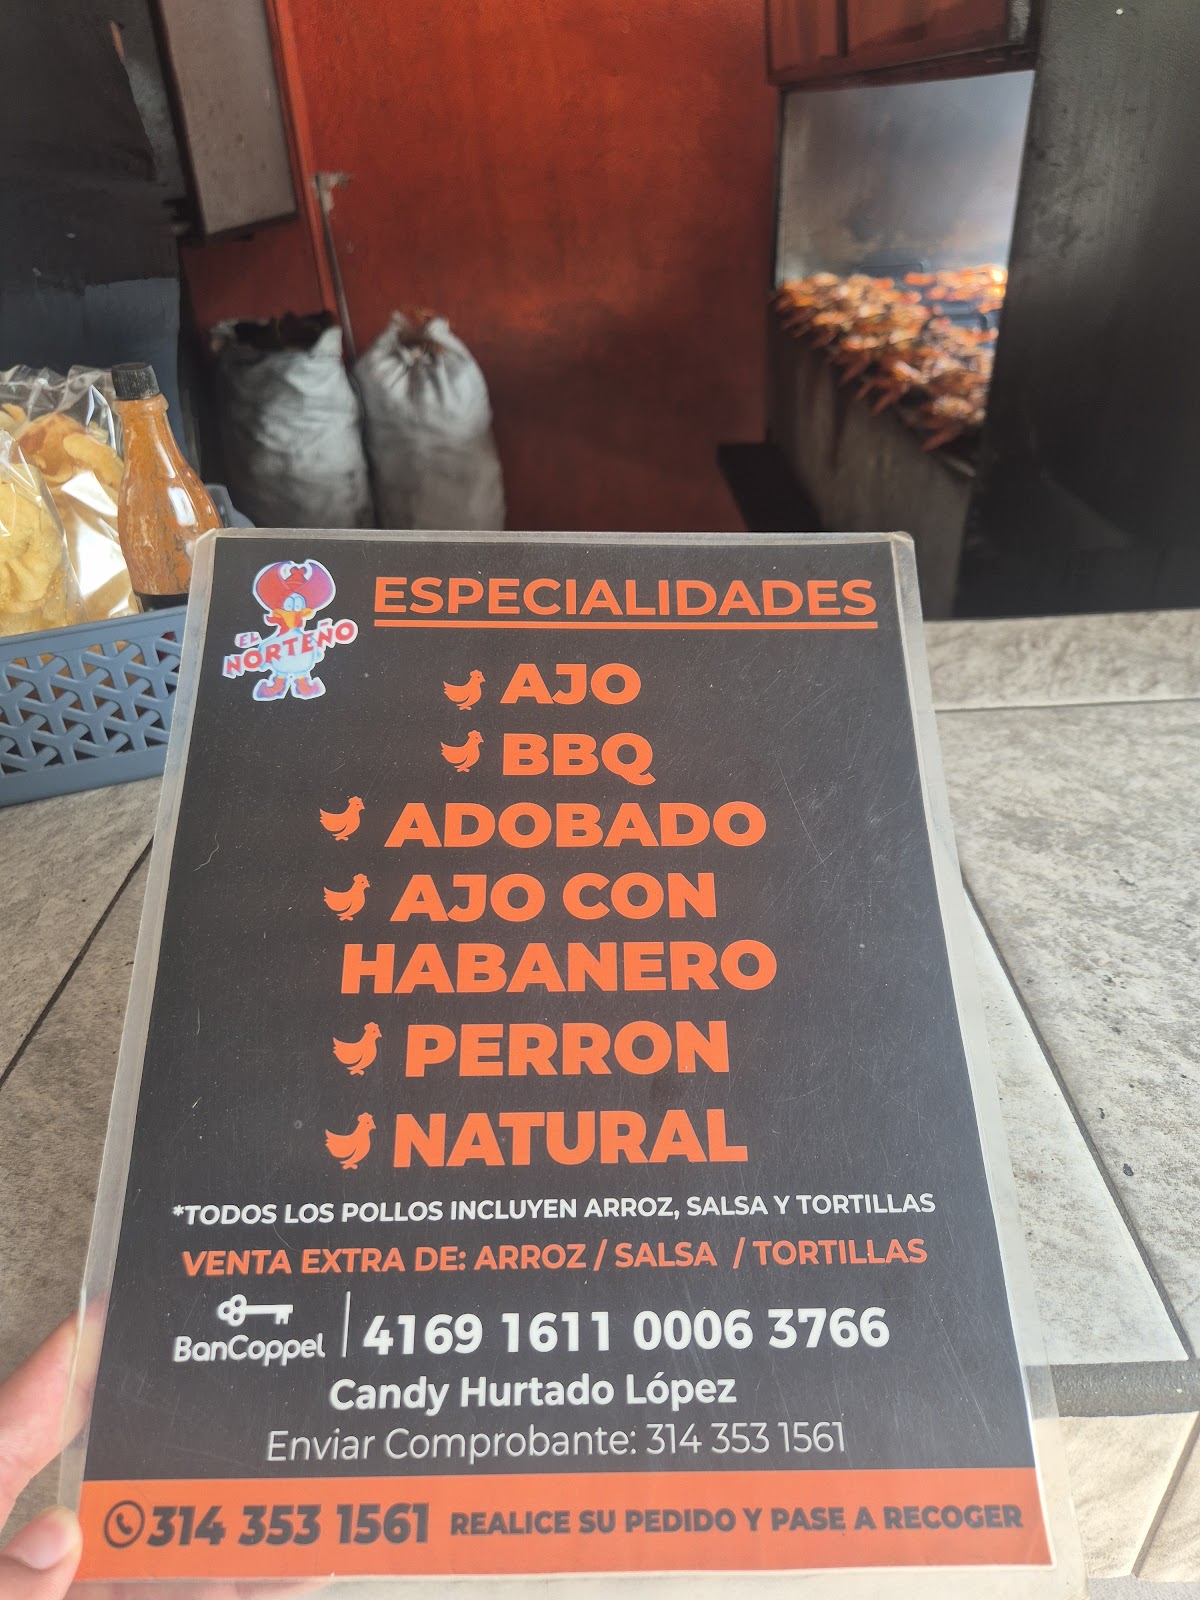 EL
NORTEÑO
ESPECIALIDADES
AJO
BBQ
ADOBADO
AJO CON
HABANERO
PERRON
NATURAL
*TODOS LOS POLLOS INCLUYEN ARROZ, SALSA Y TORTILLAS
VENTA EXTRA DE: ARROZ / SALSA / TORTILLAS
BanCoppel | 4169 1611 0006 3766
Candy Hurtado López
Enviar Comprobante: 314 353 1561
314 353 1561 REALICE SU PEDIDO Y PASE A RECOGER